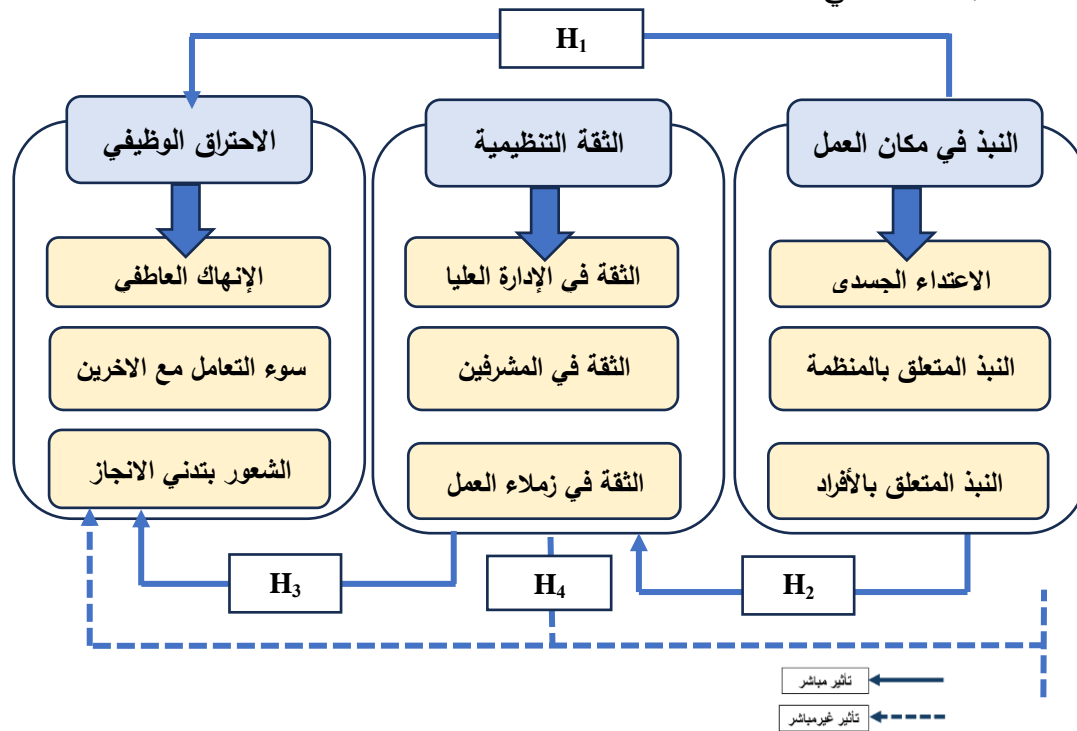 H1
النبذ في مكان العمل
الثقة التنظيمية
الاحتراق الوظيفي
الاعتداء الجسدى
الثقة في الإدارة العليا
الإنهاك العاطفي
النبذ المتعلق بالمنظمة
الثقة في المشرفين
سوء التعامل مع الاخرين
النبذ المتعلق بالأفراد
الثقة في زملاء العمل
الشعور بتدني الانجاز
H2
H4
H3
تأثير مباشر
تأثير غيرمباشر